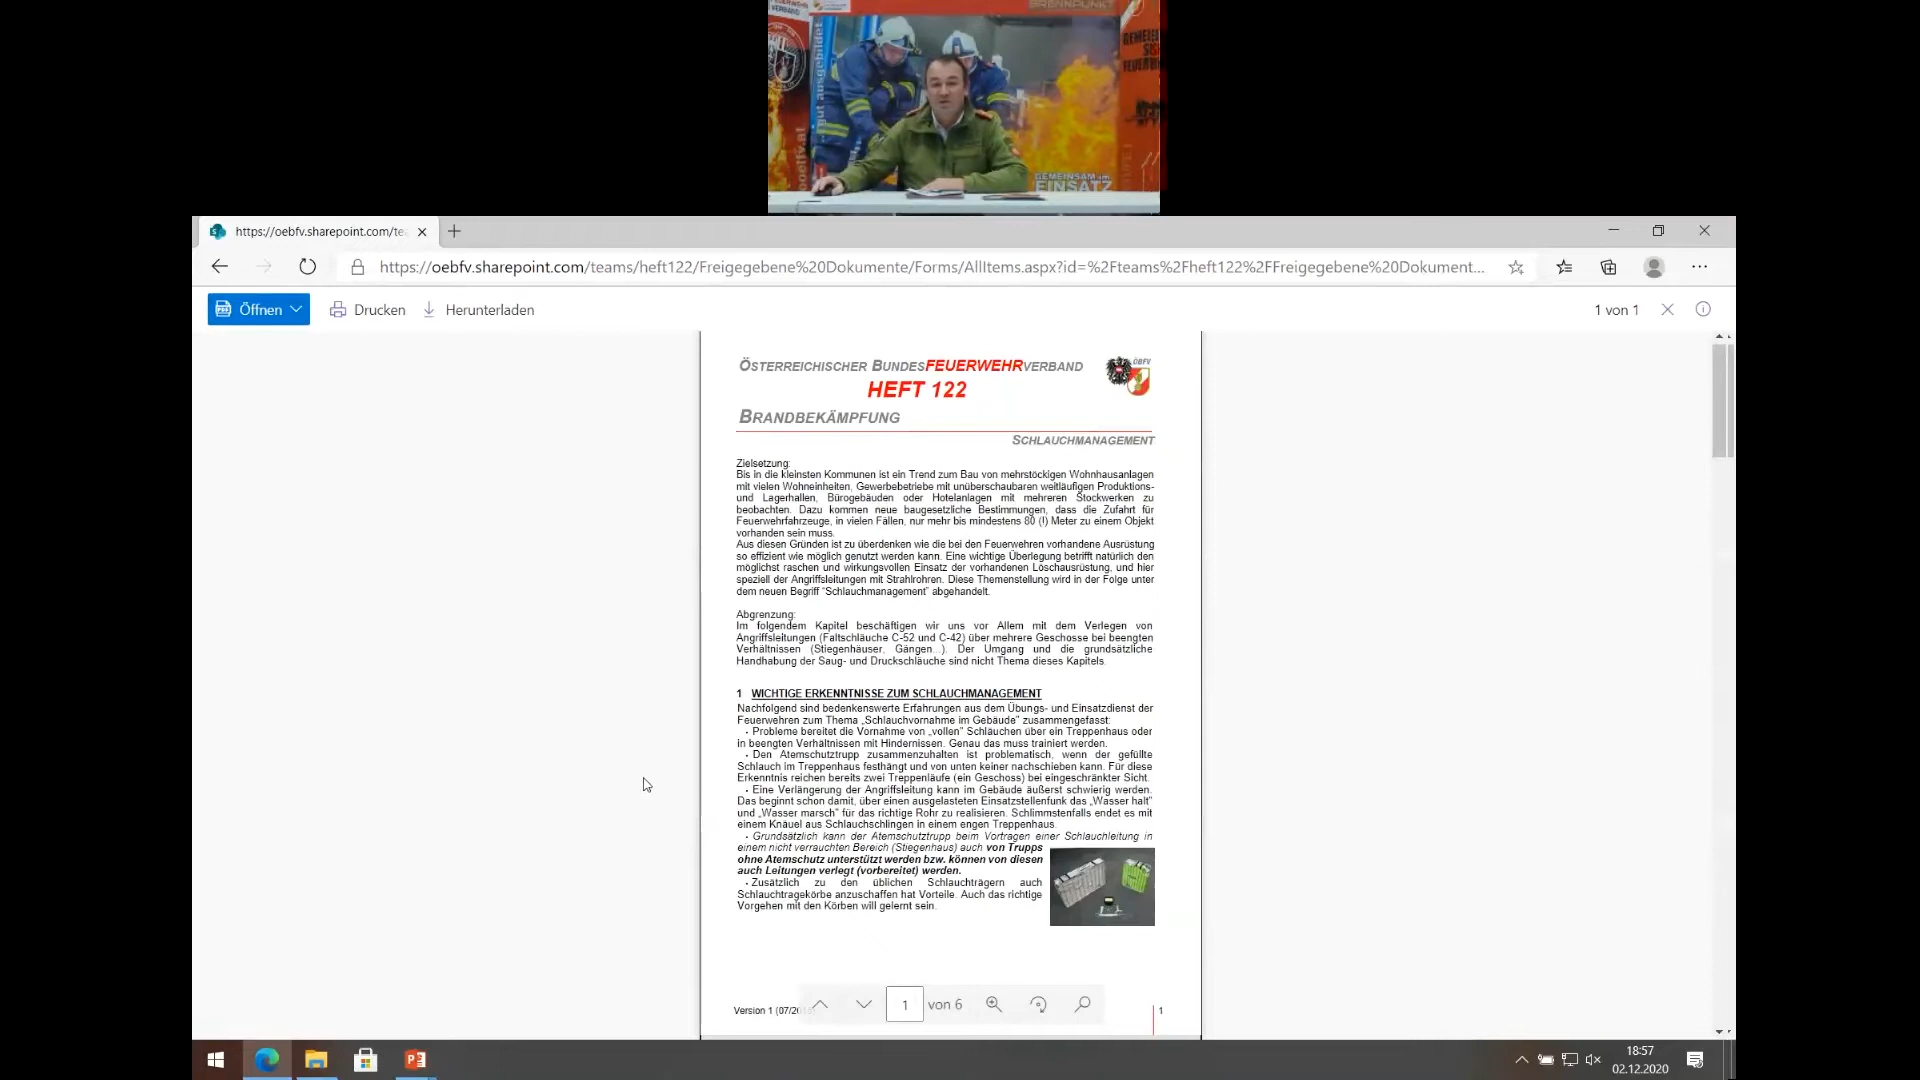 FEUERWEHR
VERBAND
BRENNPUNKT
gut ausgebildet
GEMEINSAM im
EINSATZ
https://oebfv.sharepoint.com/te
https://oebfv.sharepoint.com/teams/heft122/Freigegebene%20Dokumente/Forms/AllItems.aspx?id=%2Fteams%2Fheft122%2FFreigegebene%20Dokument...
Öffnen
Drucken
Herunterladen
1 von 1
ÖSTERREICHISCHER BUNDESFEUERWEHRVERBAND
ÖBFV
HEFT 122
BRANDBEKÄMPFUNG
SCHLAUCHMANAGEMENT
Zielsetzung:
Bis in die kleinsten Kommunen ist ein Trend zum Bau von mehrstöckigen Wohnhausanlagen
mit vielen Wohneinheiten, Gewerbebetriebe mit unüberschaubaren weitläufigen Produktions-
und Lagerhallen, Bürogebäuden oder Hotelanlagen mit mehreren Stockwerken zu
beobachten. Dazu kommen neue baugesetzliche Bestimmungen, dass die Zufahrt für
Feuerwehrfahrzeuge, in vielen Fällen, nur mehr bis mindestens 80 (!) Meter zu einem Objekt
vorhanden sein muss.
Aus diesen Gründen ist zu überdenken wie die bei den Feuerwehren vorhandene Ausrüstung
so effizient wie möglich genutzt werden kann. Eine wichtige Überlegung betrifft natürlich den
möglichst raschen und wirkungsvollen Einsatz der vorhandenen Löschausrüstung, und hier
speziell der Angriffsleitungen mit Strahlrohren. Diese Themenstellung wird in der Folge unter
dem neuen Begriff "Schlauchmanagement" abgehandelt.
Abgrenzung:
Im folgendem Kapitel beschäftigen wir uns vor Allem mit dem Verlegen von
Angriffsleitungen (Faltschläuche C-52 und C-42) über mehrere Geschosse bei beengten
Verhältnissen (Stiegenhäuser, Gängen...). Der Umgang und die grundsätzliche
Handhabung der Saug- und Druckschläuche sind nicht Thema dieses Kapitels.
1 WICHTIGE ERKENNTNISSE ZUM SCHLAUCHMANAGEMENT
Nachfolgend sind bedenkenswerte Erfahrungen aus dem Übungs- und Einsatzdienst der
Feuerwehren zum Thema „Schlauchvornahme im Gebäude" zusammengefasst:
- Probleme bereitet die Vornahme von „vollen" Schläuchen über ein Treppenhaus oder
in beengten Verhältnissen mit Hindernissen. Genau das muss trainiert werden.
- Den Atemschutztrupp zusammenzuhalten ist problematisch, wenn der gefüllte
Schlauch im Treppenhaus festhängt und von unten keiner nachschieben kann. Für diese
Erkenntnis reichen bereits zwei Treppenläufe (ein Geschoss) bei eingeschränkter Sicht.
- Eine Verlängerung der Angriffsleitung kann im Gebäude äußerst schwierig werden.
Das beginnt schon damit, über einen ausgelasteten Einsatzstellenfunk das „Wasser halt"
und „Wasser marsch" für das richtige Rohr zu realisieren. Schlimmstenfalls endet es mit
einem Knäuel aus Schlauchschlingen in einem engen Treppenhaus.
- Grundsätzlich kann der Atemschutztrupp beim Vortragen einer Schlauchleitung in
einem nicht verrauchten Bereich (Stiegenhaus) auch von Trupps
ohne Atemschutz unterstützt werden bzw. können von diesen
auch Leitungen verlegt (vorbereitet) werden.
- Zusätzlich zu den üblichen Schlauchträgern auch
Schlauchtragekörbe anzuschaffen hat Vorteile. Auch das richtige
Vorgehen mit den Körben will gelernt sein.
Version 1 (07/20
1 von 6
1
18:57
02.12.2020